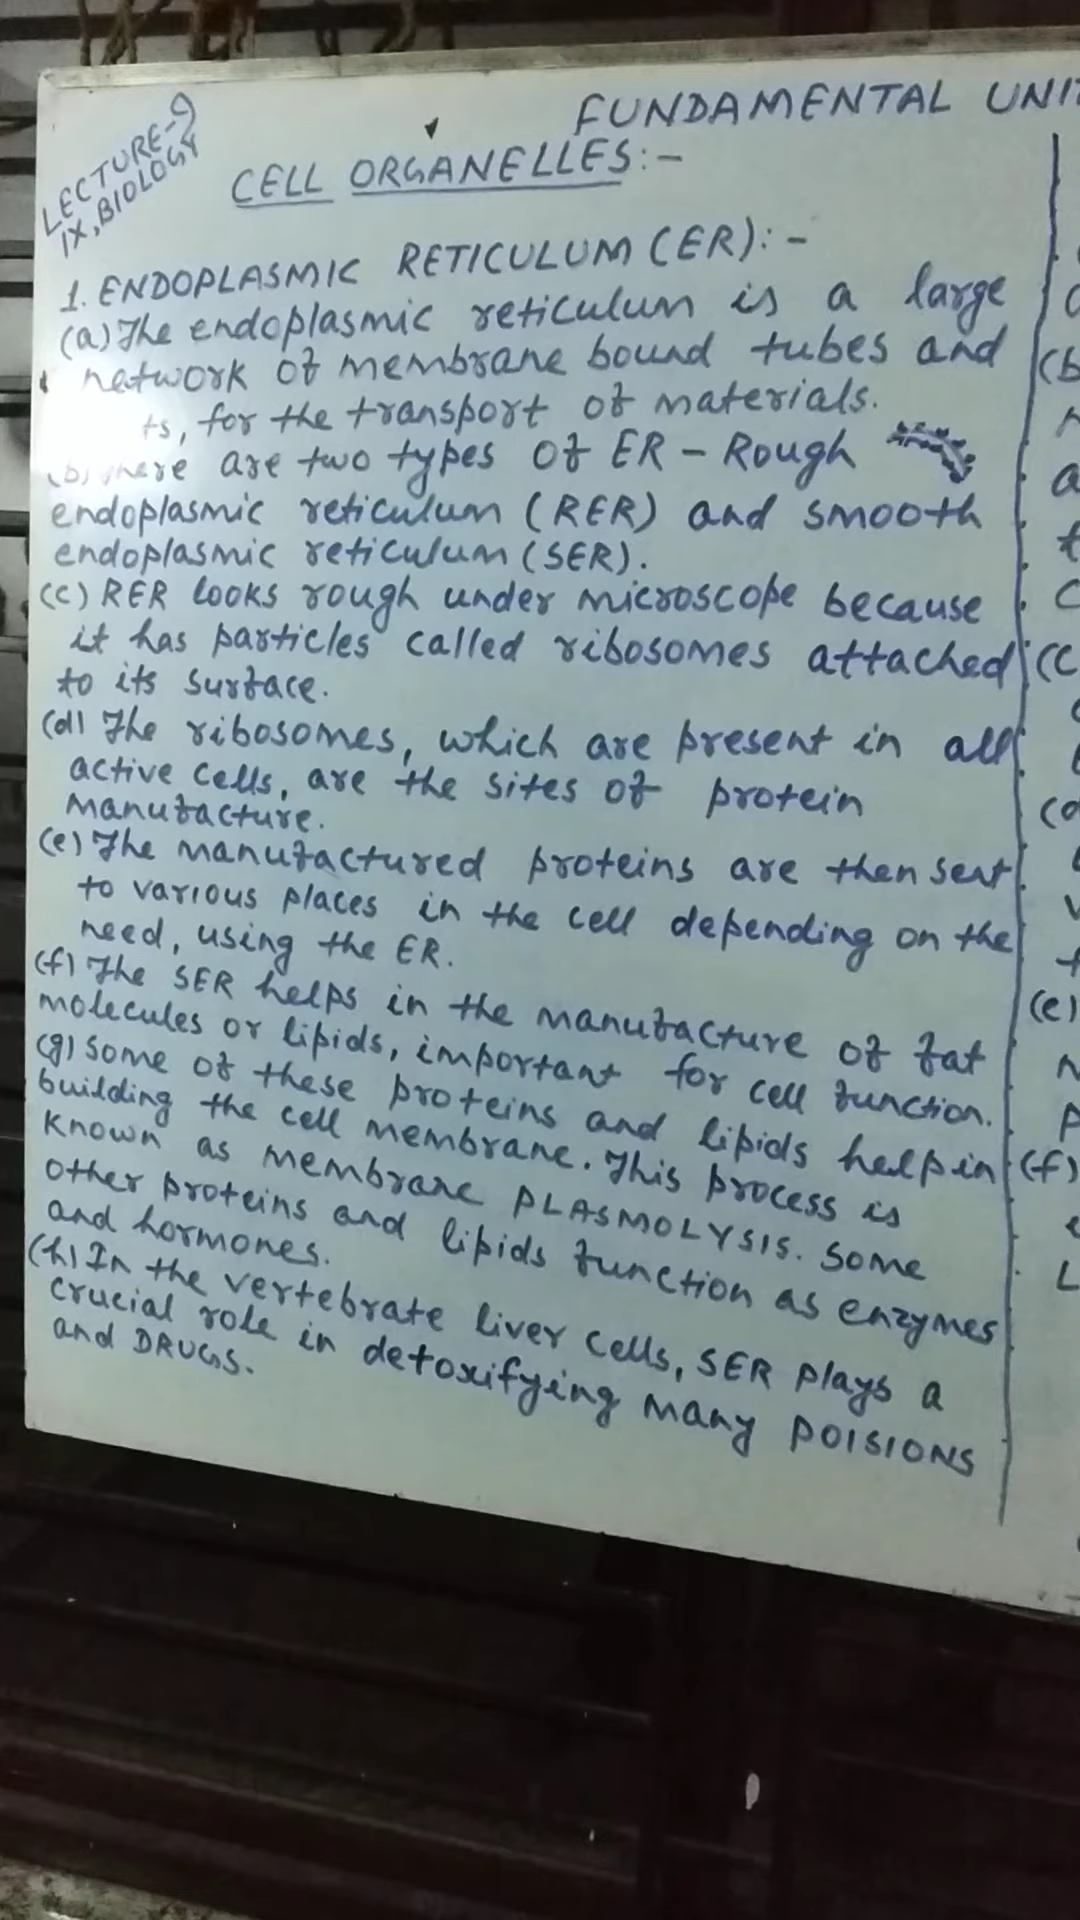 LECTURE-9
IX, BIOLOGY
FUNDAMENTAL
CELL ORGANELLES:-
1. ENDOPLASMIC RETICULUM (ER):-
(a) The endoplasmic reticulum is a large
network of membrane bound tubes and
ts, for the transport of materials.
(b) There are two types of ER - Rough
endoplasmic reticulum (RER) and smooth
endoplasmic reticulum (SER).
(c) RER looks rough under microscope because
it has particles called ribosomes attached
to its surface.
(d) The ribosomes, which are present in all
active cells, are the sites of protein
manufacture.
(e) The manufactured proteins are then sent
to various places in the cell depending on the
need, using the ER.
(f) The SER helps in the manufacture of fat
molecules or lipids, important for cell function.
(g) Some of these proteins and lipids help in
building the cell membrane. This process is
known as membrane PLASMOLYSIS. Some
other proteins and lipids function as enzymes
and hormones.
(h) In the vertebrate liver cells, SER plays a
crucial role in detoxifying many POISIONS
and DRUGS.
(b
(c
(e)
(f)